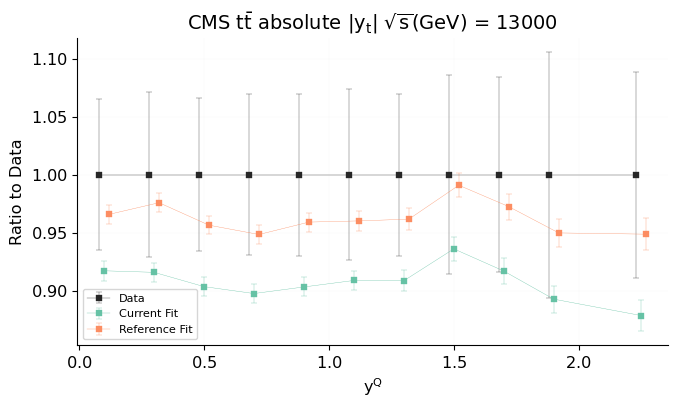 CMS tt̄ absolute |yₜ| √s(GeV) = 13000
Ratio to Data
1.10
1.05
1.00
0.95
0.90
Data
Current Fit
Reference Fit
0.0 0.5 1.0 1.5 2.0
y^Q